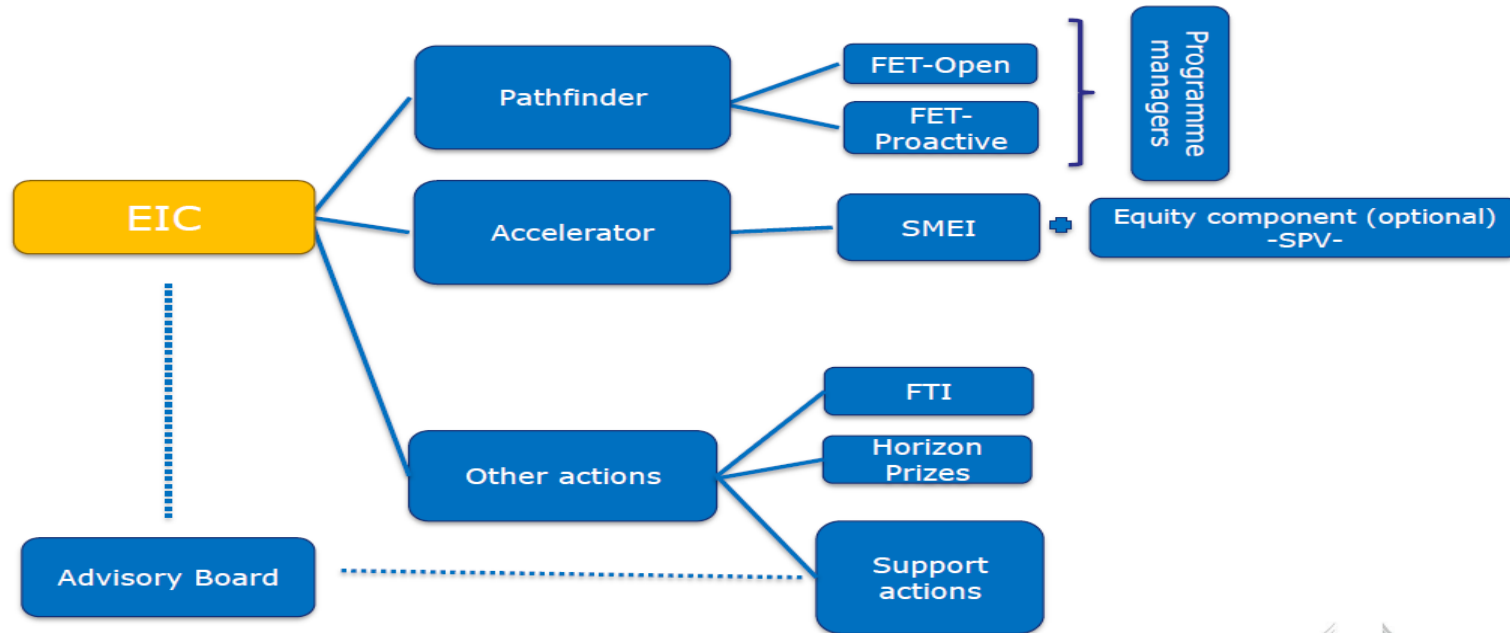 Pathfinder
FET-Open
FET-
Proactive
Programme
managers
EIC
Accelerator
SMEI
Equity component (optional)
-SPV-
Other actions
FTI
Horizon
Prizes
Support
actions
Advisory Board